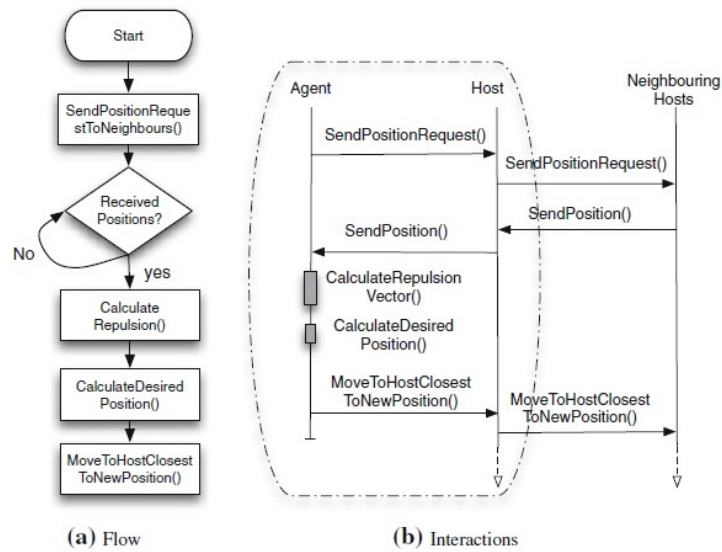 Start
SendPositionReque
stToNeighbours()
Received
Positions?
No
yes
Calculate
Repulsion()
CalculateDesired
Position()
MoveToHostClosest
ToNewPosition()
(a) Flow
Agent
Host
Neighbouring
Hosts
SendPositionRequest()
SendPositionRequest()
SendPosition()
SendPosition()
CalculateRepulsion
Vector()
CalculateDesired
Position()
MoveToHostClosest
ToNewPosition()
MoveToHostClosest
ToNewPosition()
(b) Interactions